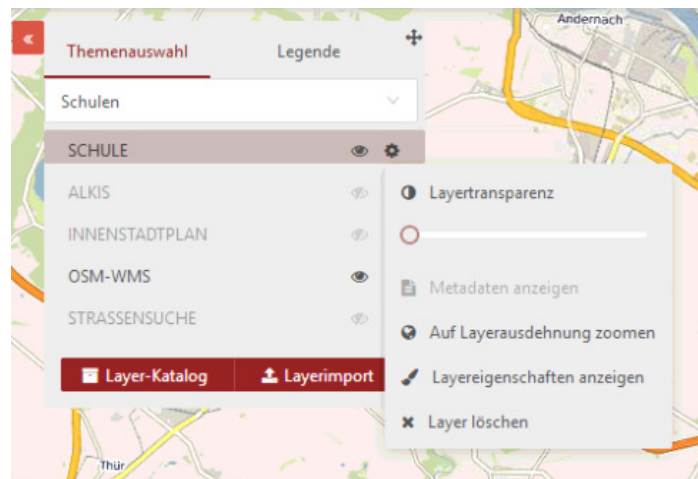 Andernach
«
Themenauswahl
Legende
Schulen
SCHULE
ALKIS
INNENSTADTPLAN
OSM-WMS
STRASSENSUCHE
Layer-Katalog
Layerimport
Layertransparenz
Metadaten anzeigen
Auf Layerausdehnung zoomen
Layereigenschaften anzeigen
Layer löschen
Thür